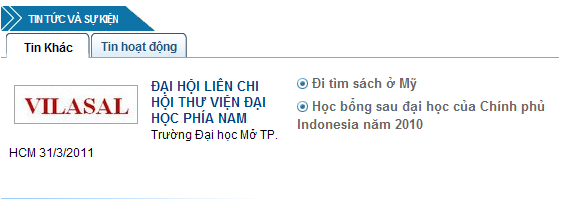 TIN TỨC VÀ SỰ KIỆN
Tin Khác
Tin hoạt động
VILASAL
ĐẠI HỘI LIÊN CHI
HỘI THƯ VIỆN ĐẠI
HỌC PHÍA NAM
Trường Đại học Mở TP.
HCM 31/3/2011
Đi tìm sách ở Mỹ
Học bổng sau đại học của Chính phủ
Indonesia năm 2010